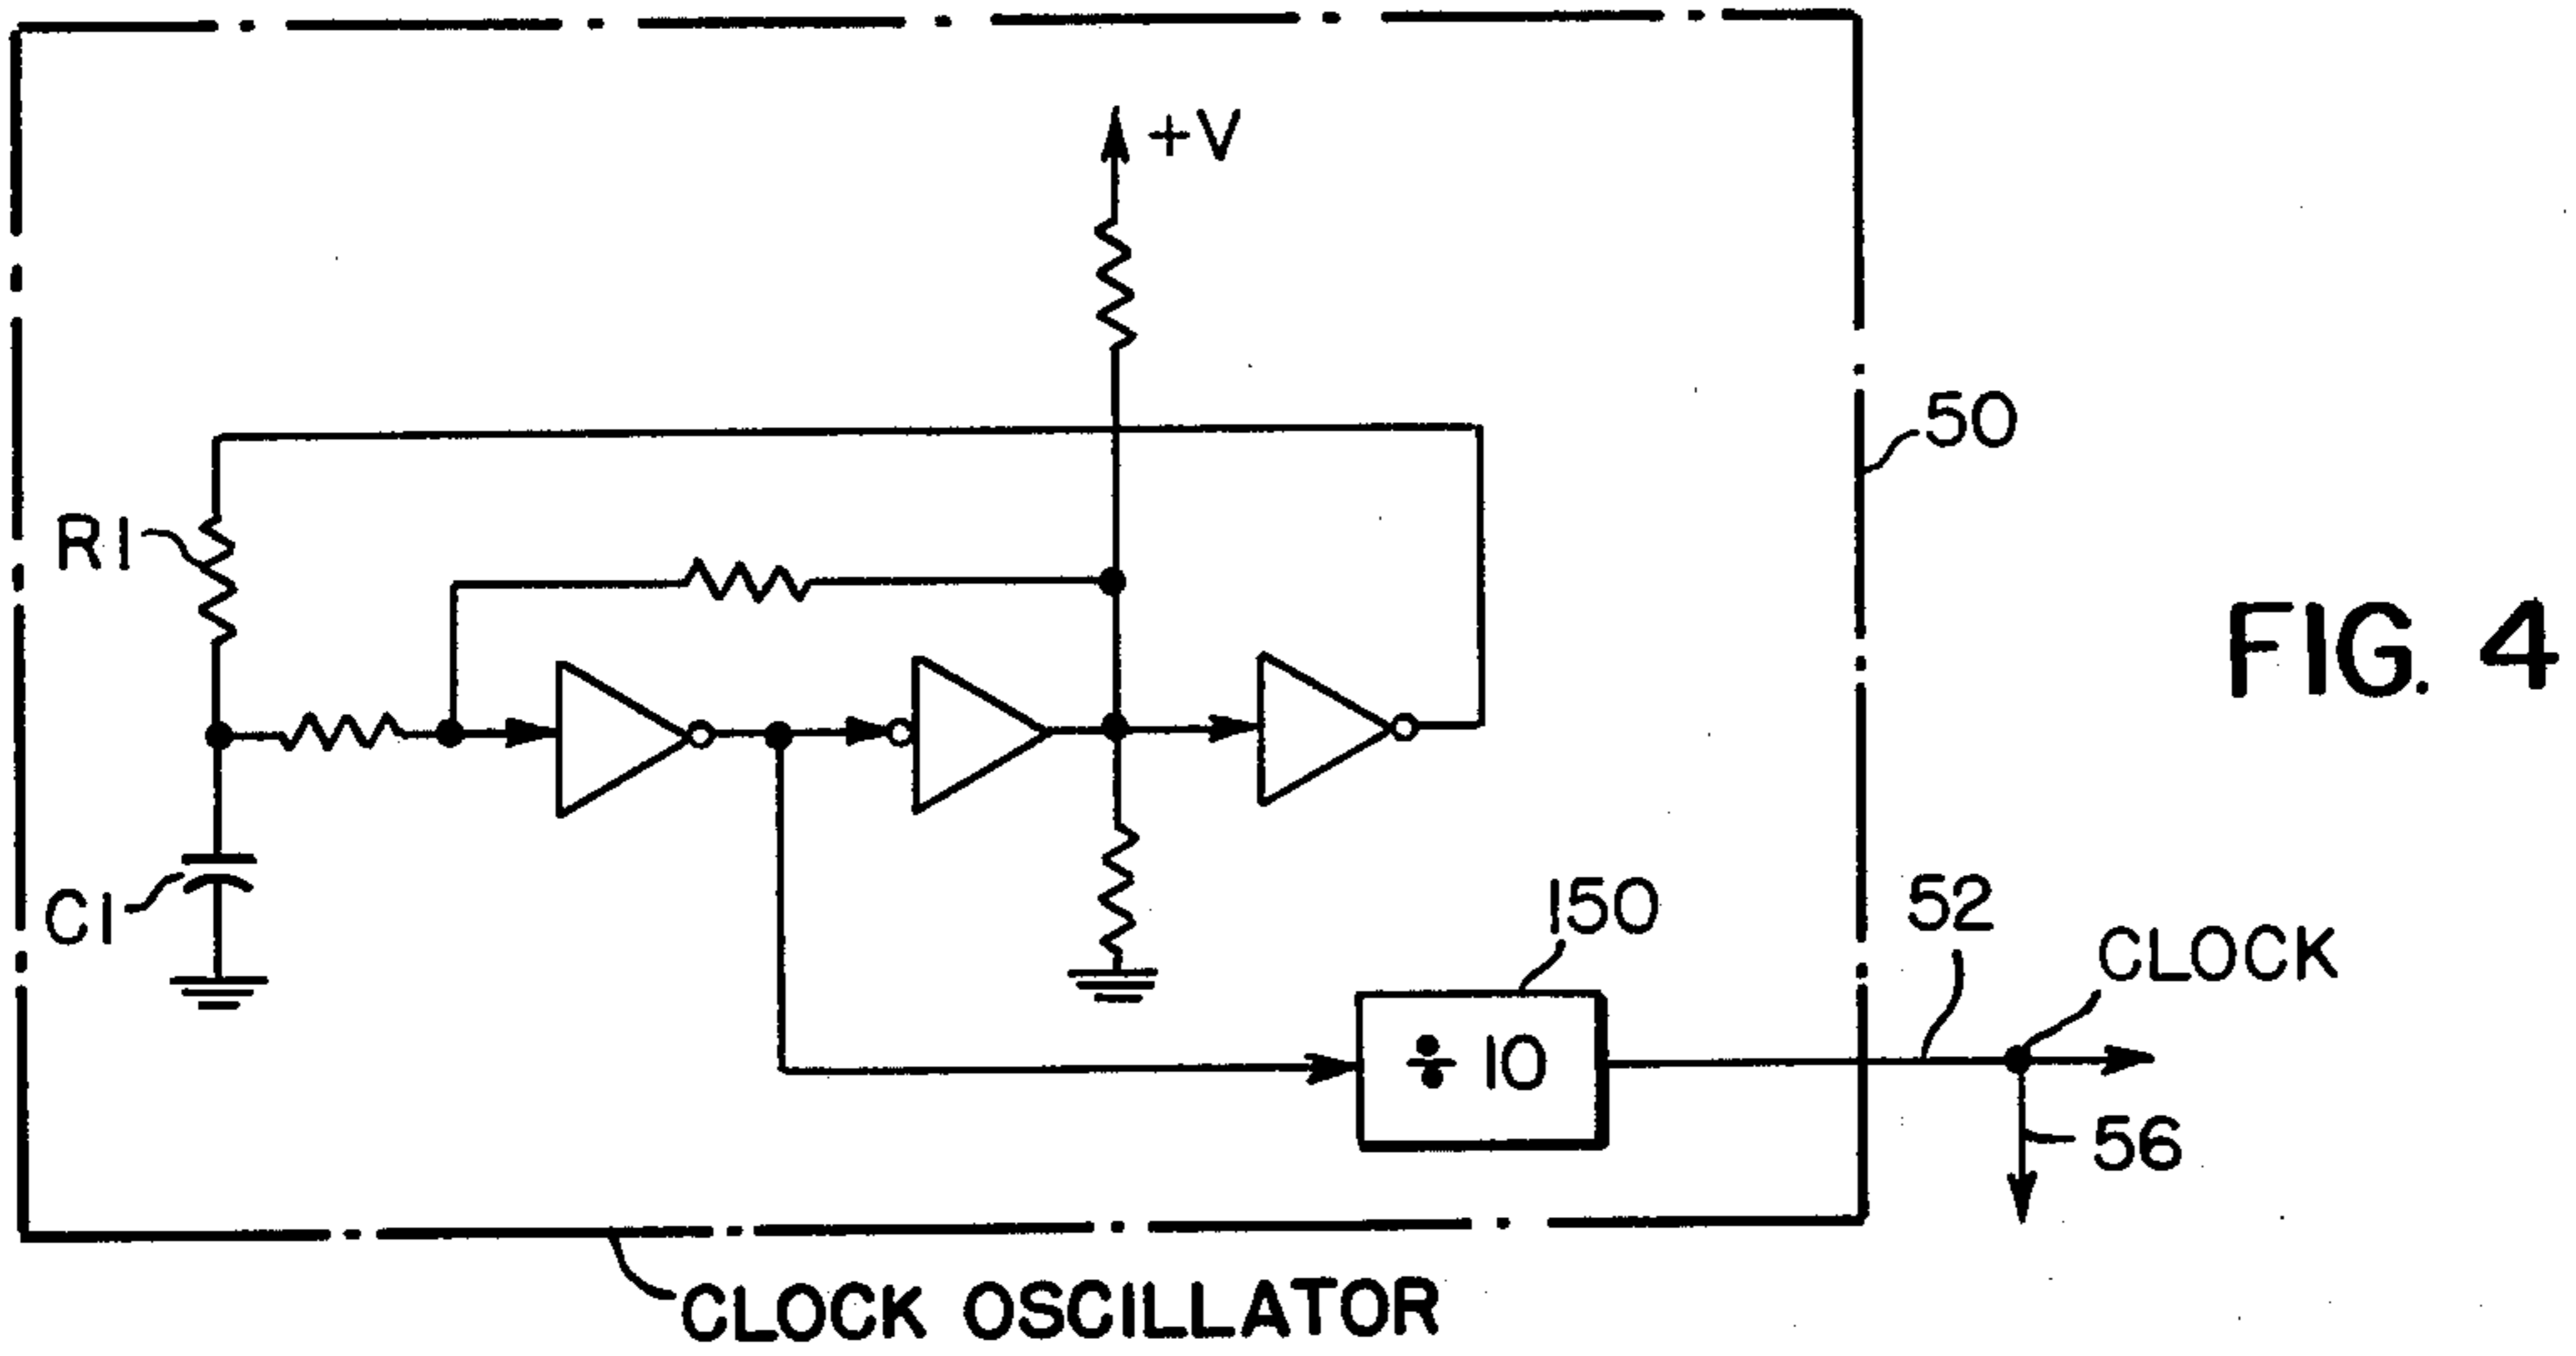 +V
50
R1
FIG. 4
C1
150
52
CLOCK
÷ 10
56
CLOCK OSCILLATOR